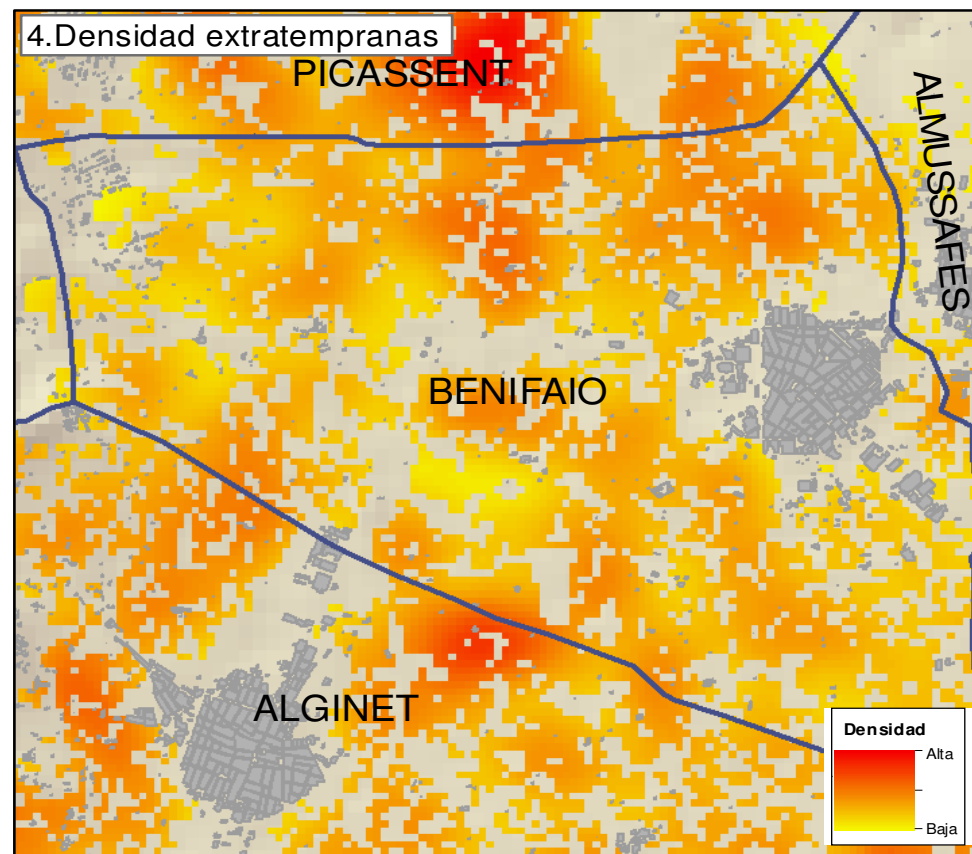 4.Densidad extratempranas
PICASSENT
ALMUSSAFES
BENIFAIO
ALGINET
Densidad
Alta
Baja